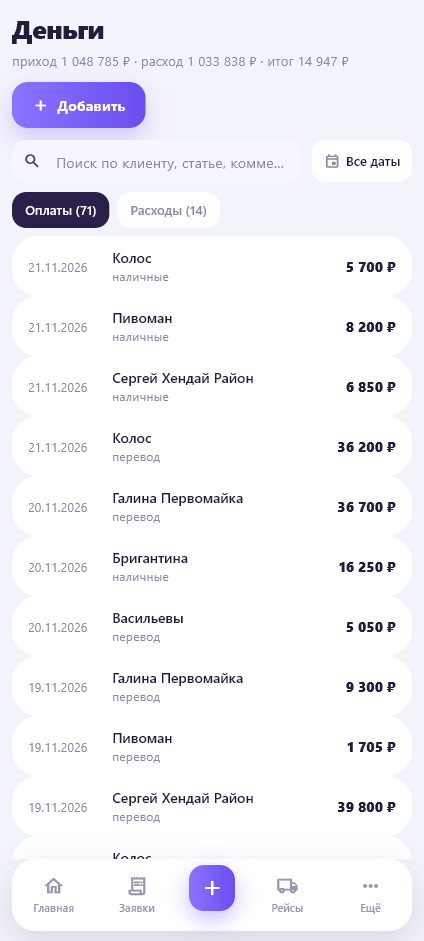 Деньги
приход 1 048 785 ₽ · расход 1 033 838 ₽ · итог 14 947 ₽
+ Добавить
Поиск по клиенту, статье, комме... Все даты
Оплаты (71) Расходы (14)
21.11.2026 Колос 5 700 ₽
наличные
21.11.2026 Пивоман 8 200 ₽
наличные
21.11.2026 Сергей Хендай Район 6 850 ₽
наличные
21.11.2026 Колос 36 200 ₽
перевод
20.11.2026 Галина Первомайка 36 700 ₽
перевод
20.11.2026 Бригантина 16 250 ₽
наличные
20.11.2026 Васильевы 5 050 ₽
перевод
19.11.2026 Галина Первомайка 9 300 ₽
перевод
19.11.2026 Пивоман 1 705 ₽
перевод
19.11.2026 Сергей Хендай Район 39 800 ₽
перевод
Колос
Главная Заявки + Рейсы Ещё